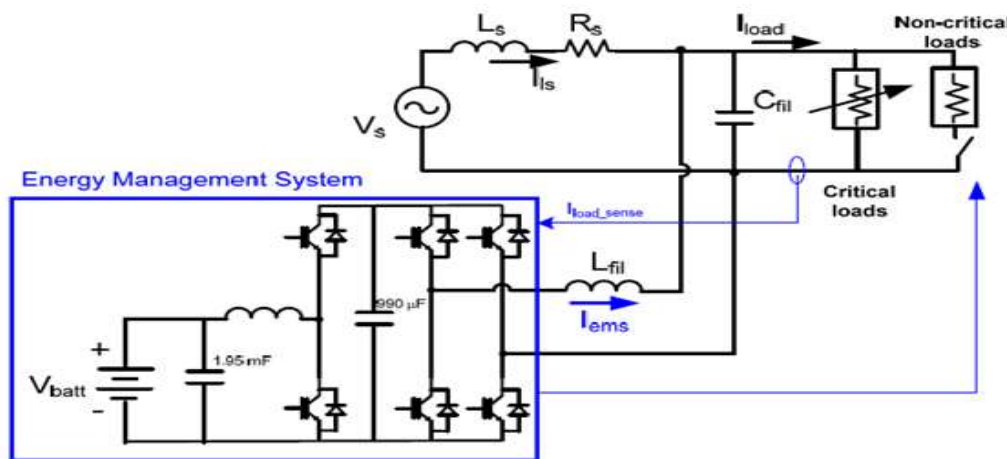 Ls
Rs
Iload
Non-critical
loads
Ils
Vs
Cfil
Energy Management System
Critical
loads
Iload_sense
Lfil
990 µF
Iems
+
1.95 mF
Vbatt
-